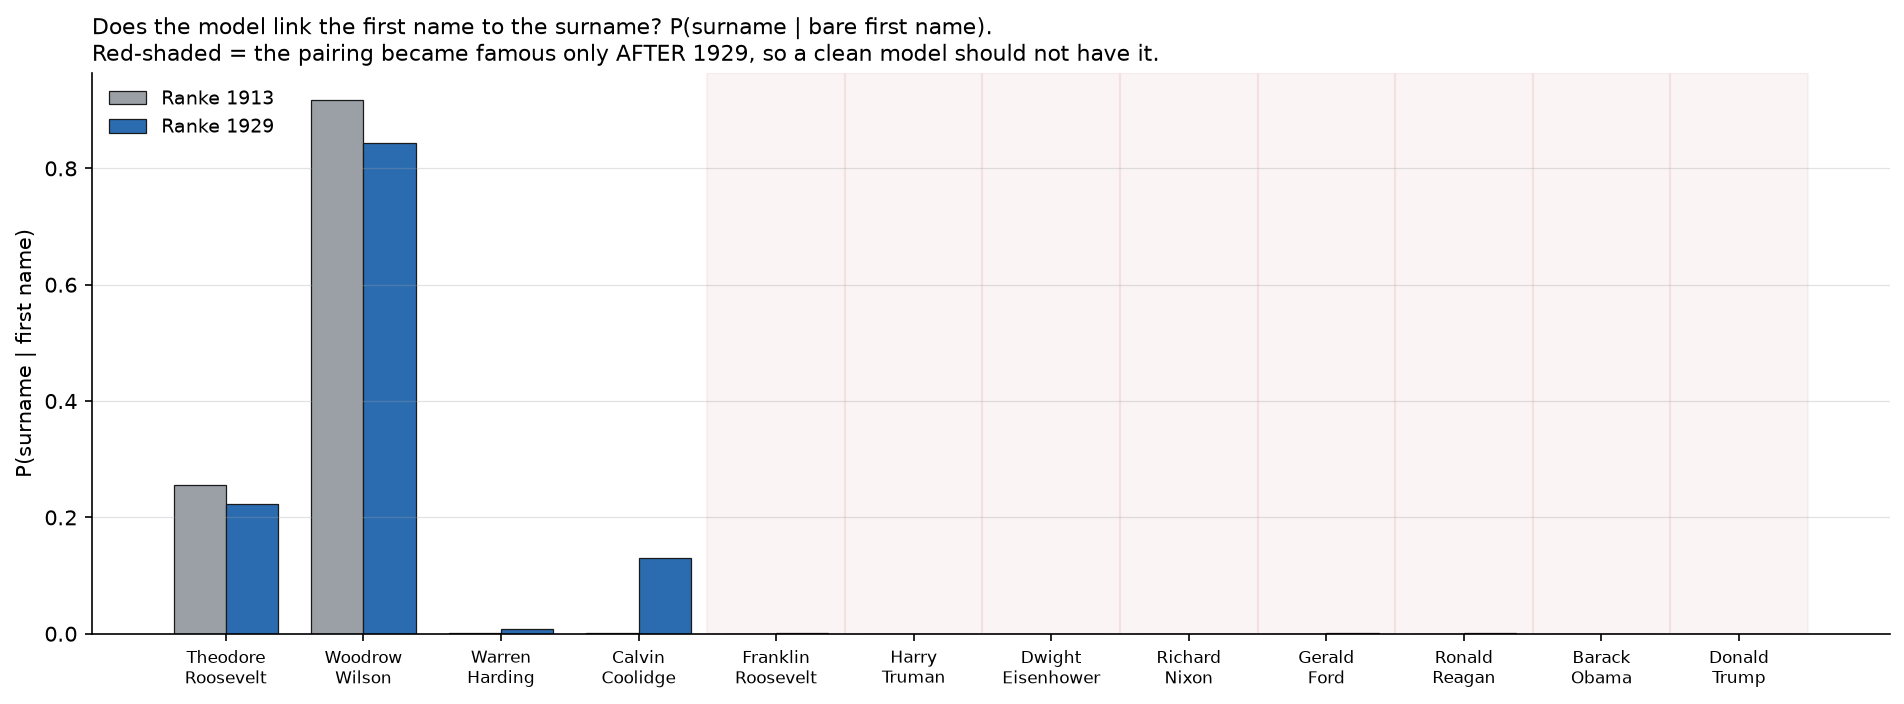 Does the model link the first name to the surname? P(surname | bare first name).
Red-shaded = the pairing became famous only AFTER 1929, so a clean model should not have it.
Ranke 1913
Ranke 1929
P(surname | first name)
0.8
0.6
0.4
0.2
0.0
Theodore
Roosevelt
Woodrow
Wilson
Warren
Harding
Calvin
Coolidge
Franklin
Roosevelt
Harry
Truman
Dwight
Eisenhower
Richard
Nixon
Gerald
Ford
Ronald
Reagan
Barack
Obama
Donald
Trump